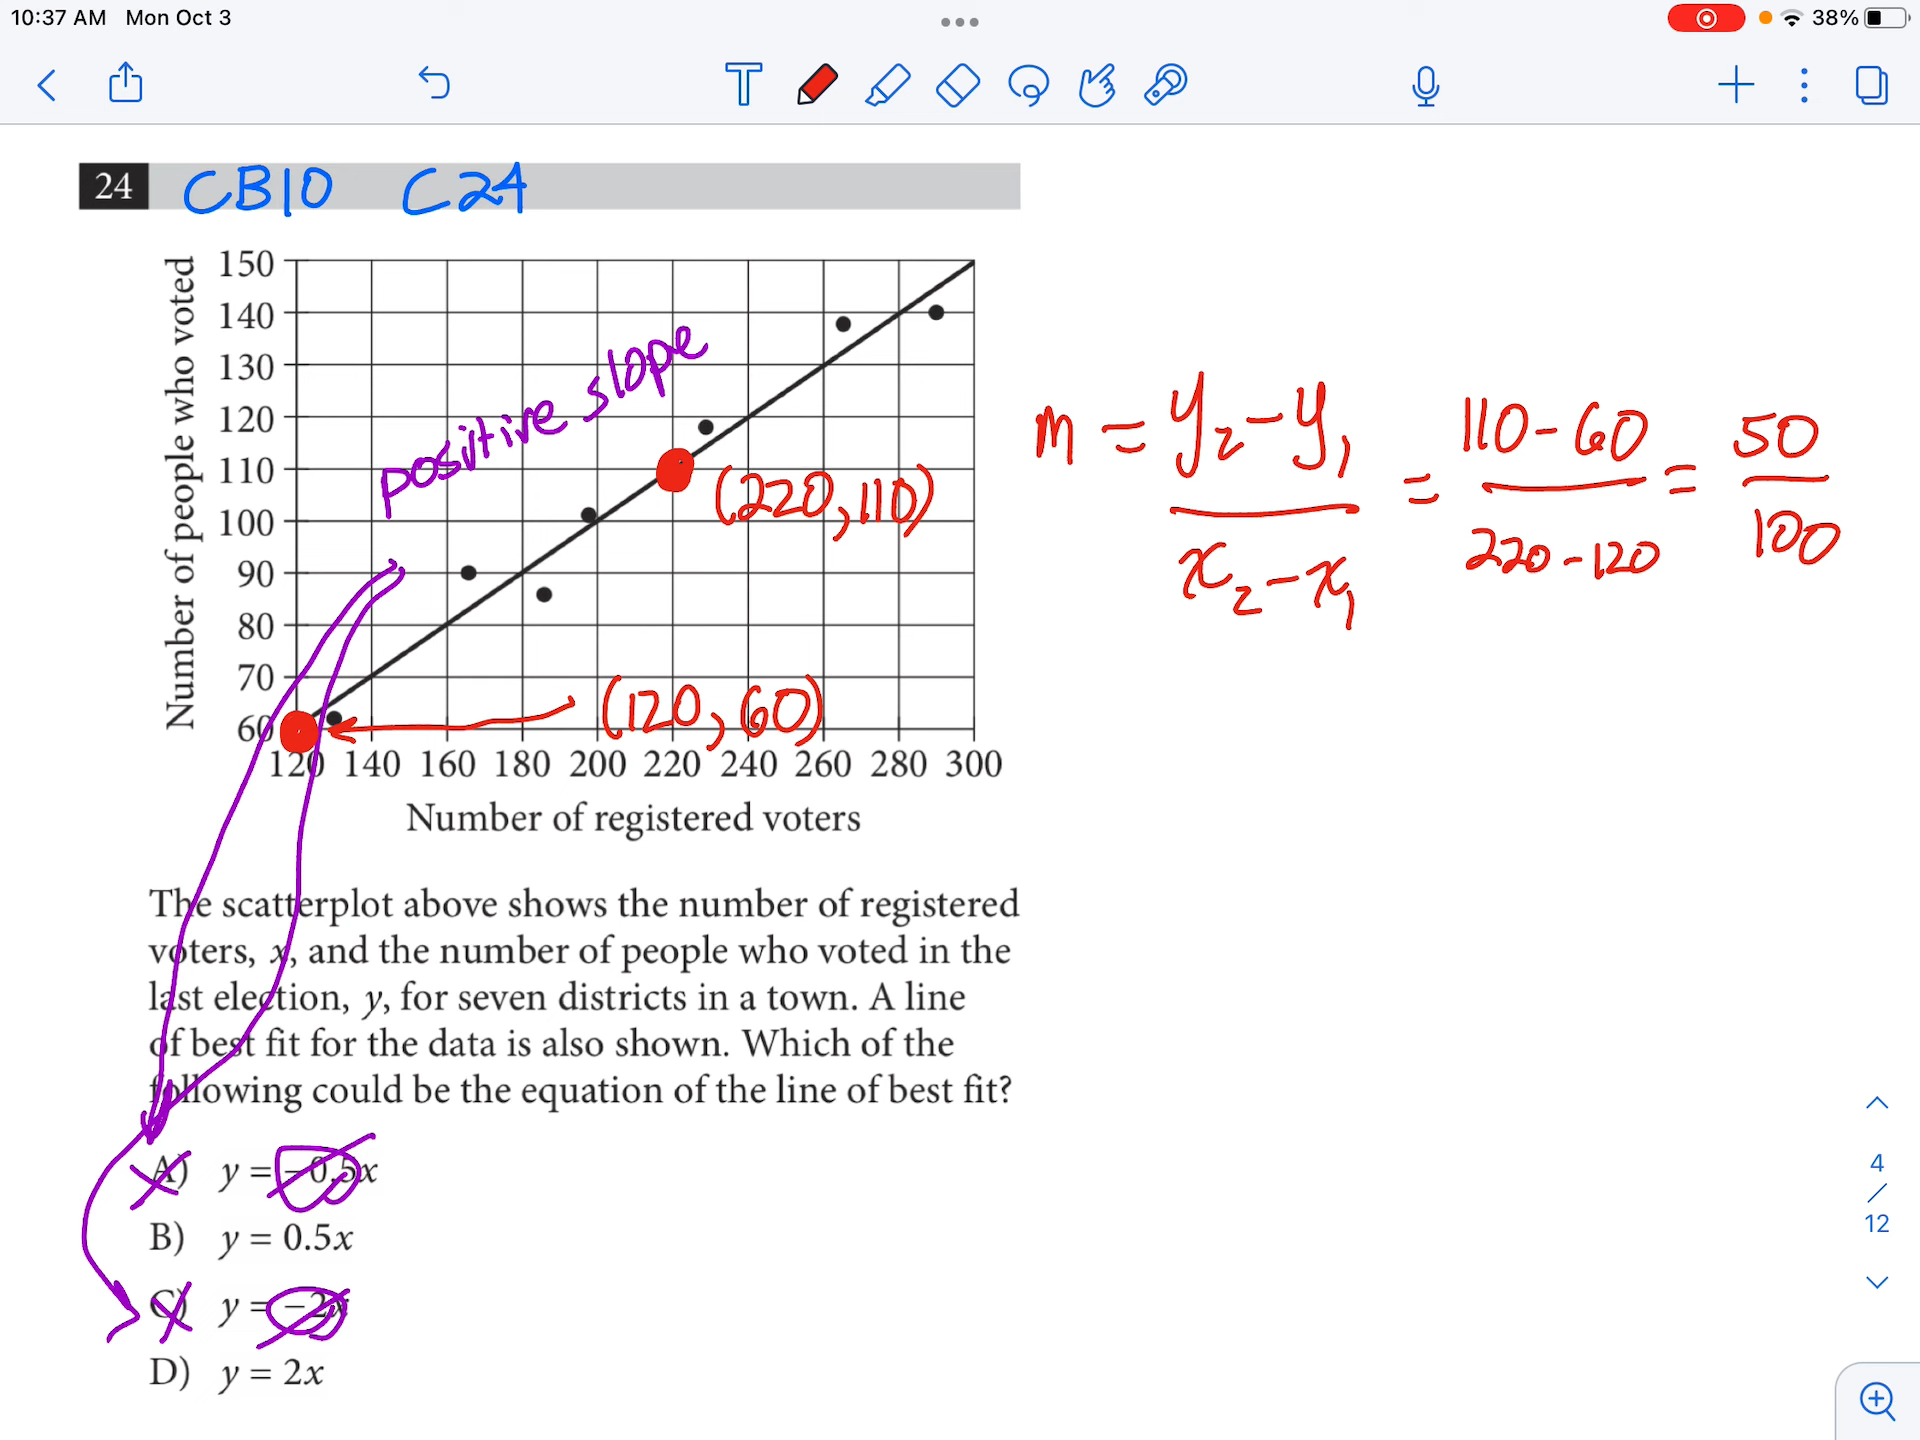 10:37 AM Mon Oct 3
38%
24 CB10 C24
Number of people who voted
150
140
130
120
110
100
90
80
70
60
positive slope
(220,110)
(120,60)
120 140 160 180 200 220 240 260 280 300
Number of registered voters
m = y₂-y₁ / x₂-x₁ = 110-60 / 220-120 = 50 / 100
The scatterplot above shows the number of registered
voters, x, and the number of people who voted in the
last election, y, for seven districts in a town. A line
of best fit for the data is also shown. Which of the
following could be the equation of the line of best fit?
A) y = −0.5x
B) y = 0.5x
C) y = −2x
D) y = 2x
4
/
12